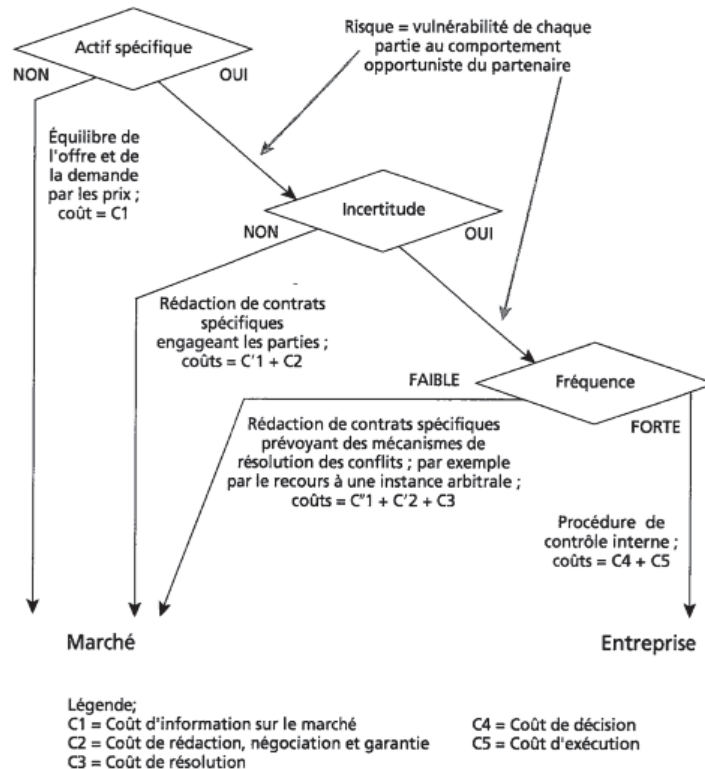 Actif spécifique
NON
OUI
Risque = vulnérabilité de chaque
partie au comportement
opportuniste du partenaire
Équilibre de
l'offre et de
la demande
par les prix ;
coût = C1
Incertitude
NON
OUI
Rédaction de contrats
spécifiques
engageant les parties ;
coûts = C'1 + C2
FAIBLE
Fréquence
FORTE
Rédaction de contrats spécifiques
prévoyant des mécanismes de
résolution des conflits ; par exemple
par le recours à une instance arbitrale ;
coûts = C"1 + C'2 + C3
Procédure de
contrôle interne ;
coûts = C4 + C5
Marché
Entreprise
Légende;
C1 = Coût d'information sur le marché
C2 = Coût de rédaction, négociation et garantie
C3 = Coût de résolution
C4 = Coût de décision
C5 = Coût d'exécution